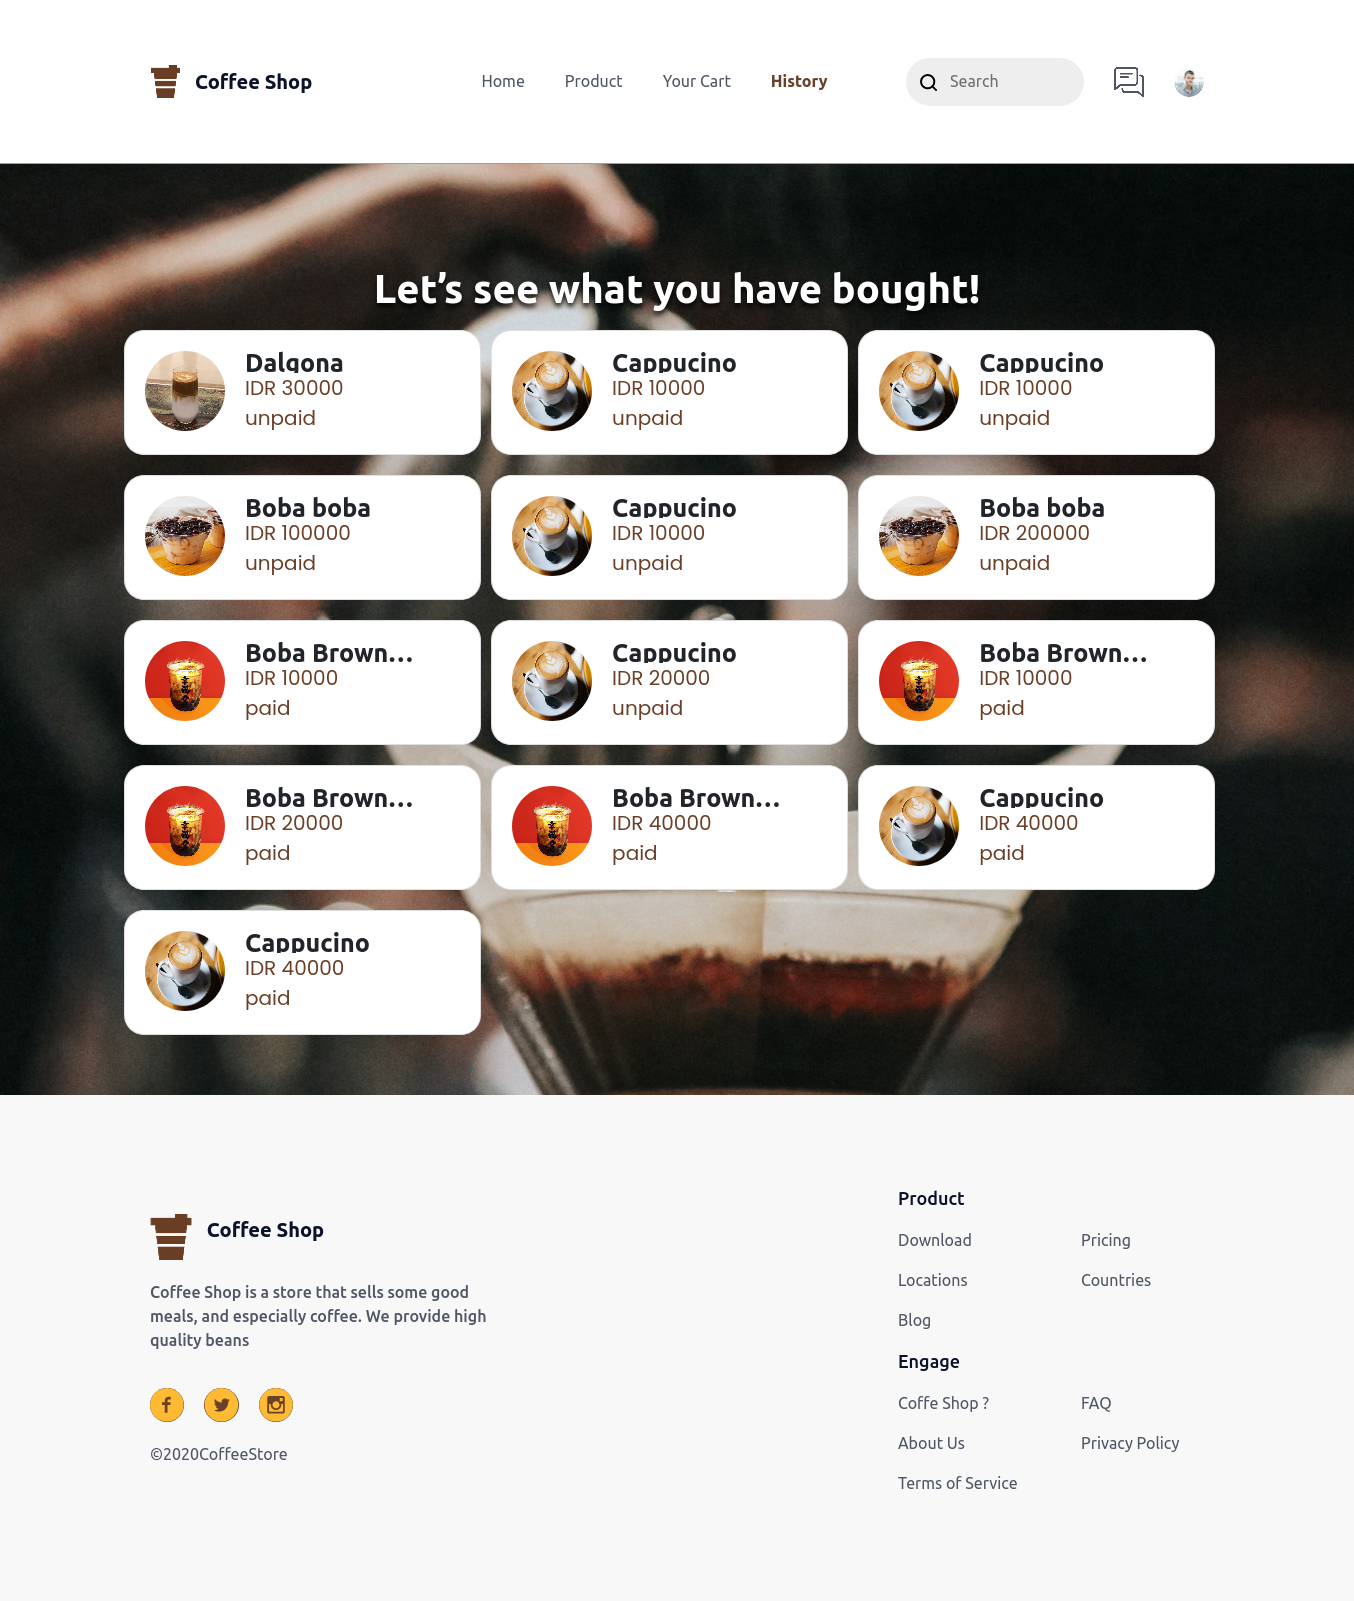 Coffee Shop
Home
Product
Your Cart
History
Search
Let’s see what you have bought!
Dalgona
IDR 30000
unpaid
Cappucino
IDR 10000
unpaid
Cappucino
IDR 10000
unpaid
Boba boba
IDR 100000
unpaid
Cappucino
IDR 10000
unpaid
Boba boba
IDR 200000
unpaid
Boba Brown...
IDR 10000
paid
Cappucino
IDR 20000
unpaid
Boba Brown...
IDR 10000
paid
Boba Brown...
IDR 20000
paid
Boba Brown...
IDR 40000
paid
Cappucino
IDR 40000
paid
Cappucino
IDR 40000
paid
Coffee Shop
Coffee Shop is a store that sells some good
meals, and especially coffee. We provide high
quality beans
©2020CoffeeStore
Product
Download
Pricing
Locations
Countries
Blog
Engage
Coffe Shop ?
FAQ
About Us
Privacy Policy
Terms of Service